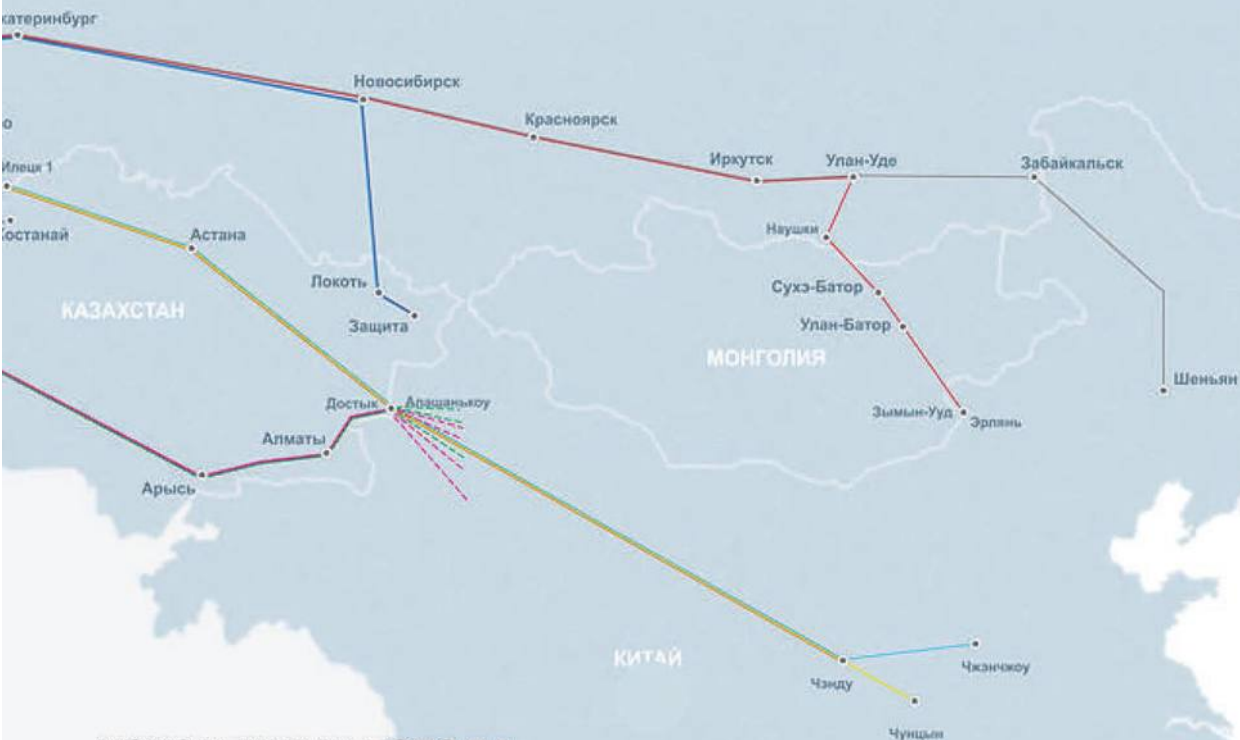 катеринбург
Новосибирск
о
Красноярск
Иркутск
Улан-Уде
Забайкальск
Илецк 1
Костанай
Астана
Наушки
Локоть
Сухэ-Батор
КАЗАХСТАН
Защита
Улан-Батор
МОНГОЛИЯ
Шеньян
Достык
Алашанькоу
Зымын-Ууд
Эрлянь
Алматы
Арысь
КИТАЙ
Чжэнчжоу
Чэнду
Чунцын